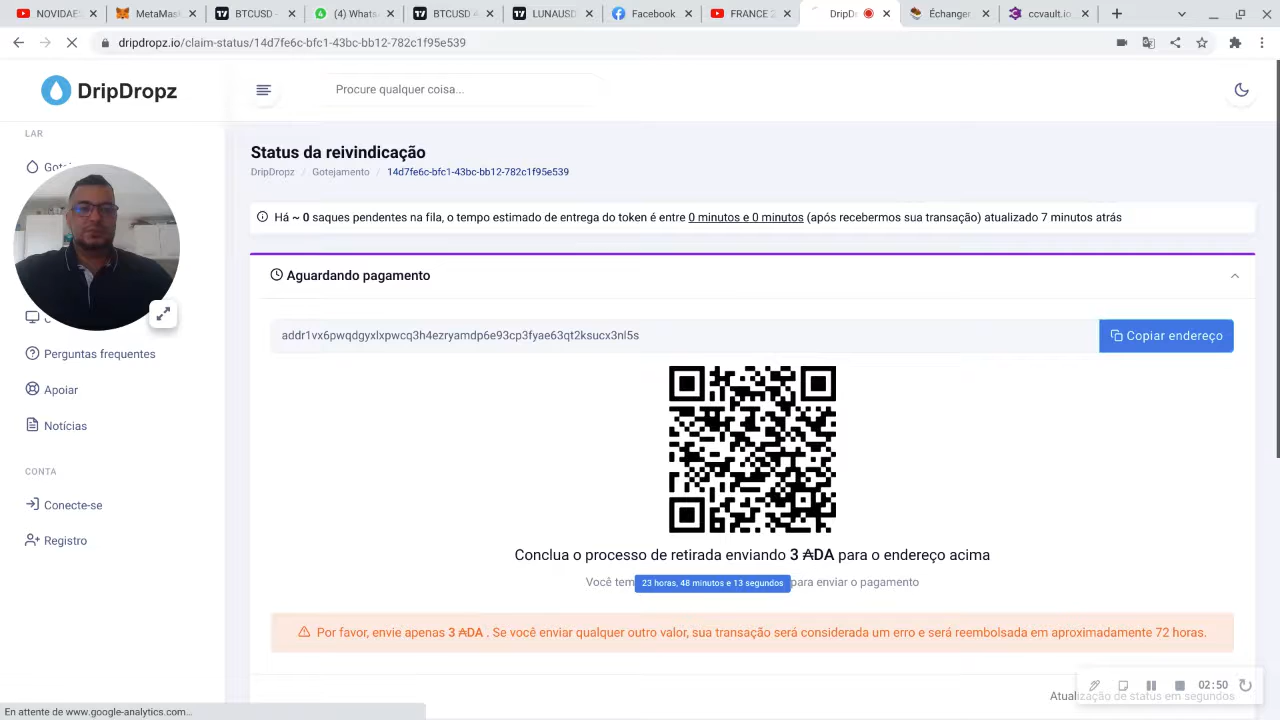 NOVIDADES
MetaMask
BTCUSD
(4) Whats
BTCUSD 4
LUNAUSD
Facebook
FRANCE 2
DripD
Échanger
ccvault.io
dripdropz.io/claim-status/14d7fe6c-bfc1-43bc-bb12-782c1f95e539
DripDropz
Procure qualquer coisa...
LAR
Perguntas frequentes
Apoiar
Notícias
CONTA
Conecte-se
Registro
Status da reivindicação
DripDropz / Gotejamento / 14d7fe6c-bfc1-43bc-bb12-782c1f95e539
Há ~ 0 saques pendentes na fila, o tempo estimado de entrega do token é entre 0 minutos e 0 minutos (após recebermos sua transação) atualizado 7 minutos atrás
Aguardando pagamento
addr1vx6pwqdgyxlxpwcq3h4ezryamdp6e93cp3fyae63qt2ksucx3nl5s
Copiar endereço
Conclua o processo de retirada enviando 3 ₳DA para o endereço acima
Você tem 23 horas, 48 minutos e 13 segundos para enviar o pagamento
Por favor, envie apenas 3 ₳DA . Se você enviar qualquer outro valor, sua transação será considerada um erro e será reembolsada em aproximadamente 72 horas.
Atualização de status em segundos
02:50
En attente de www.google-analytics.com...